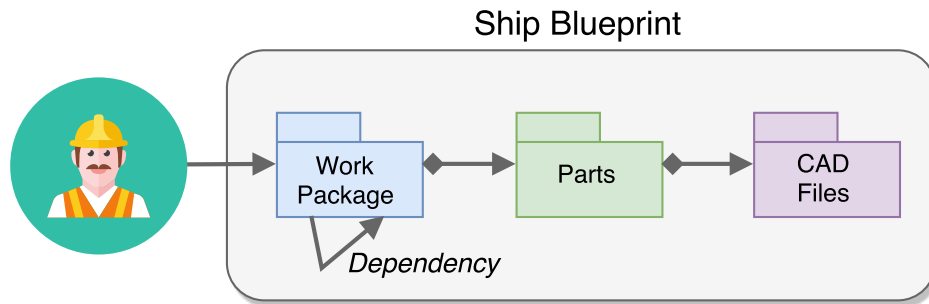 Ship Blueprint
Work
Package
Parts
CAD
Files
Dependency